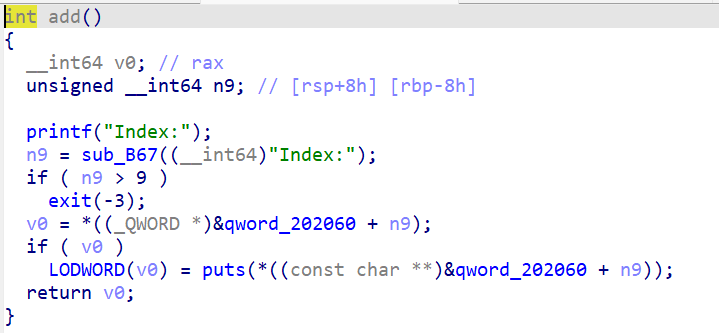 int add()
{
  __int64 v0; // rax
  unsigned __int64 n9; // [rsp+8h] [rbp-8h]

  printf("Index:");
  n9 = sub_B67((__int64)"Index:");
  if ( n9 > 9 )
    exit(-3);
  v0 = *((_QWORD *)&qword_202060 + n9);
  if ( v0 )
    LODWORD(v0) = puts(*((const char **)&qword_202060 + n9));
  return v0;
}